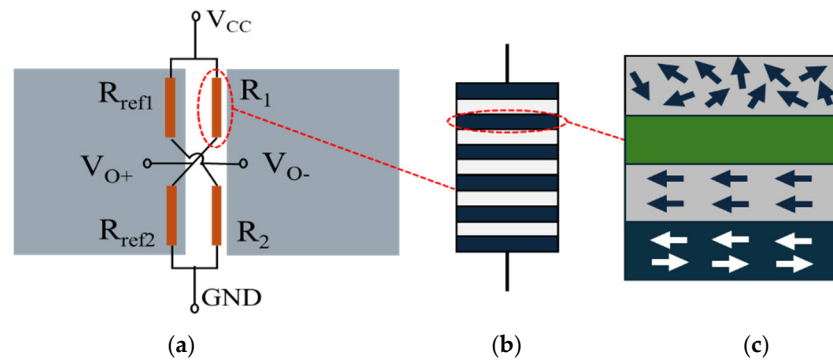 V_CC
R_ref1
R_1
V_O+
V_O-
R_ref2
R_2
GND
(a)
(b)
(c)